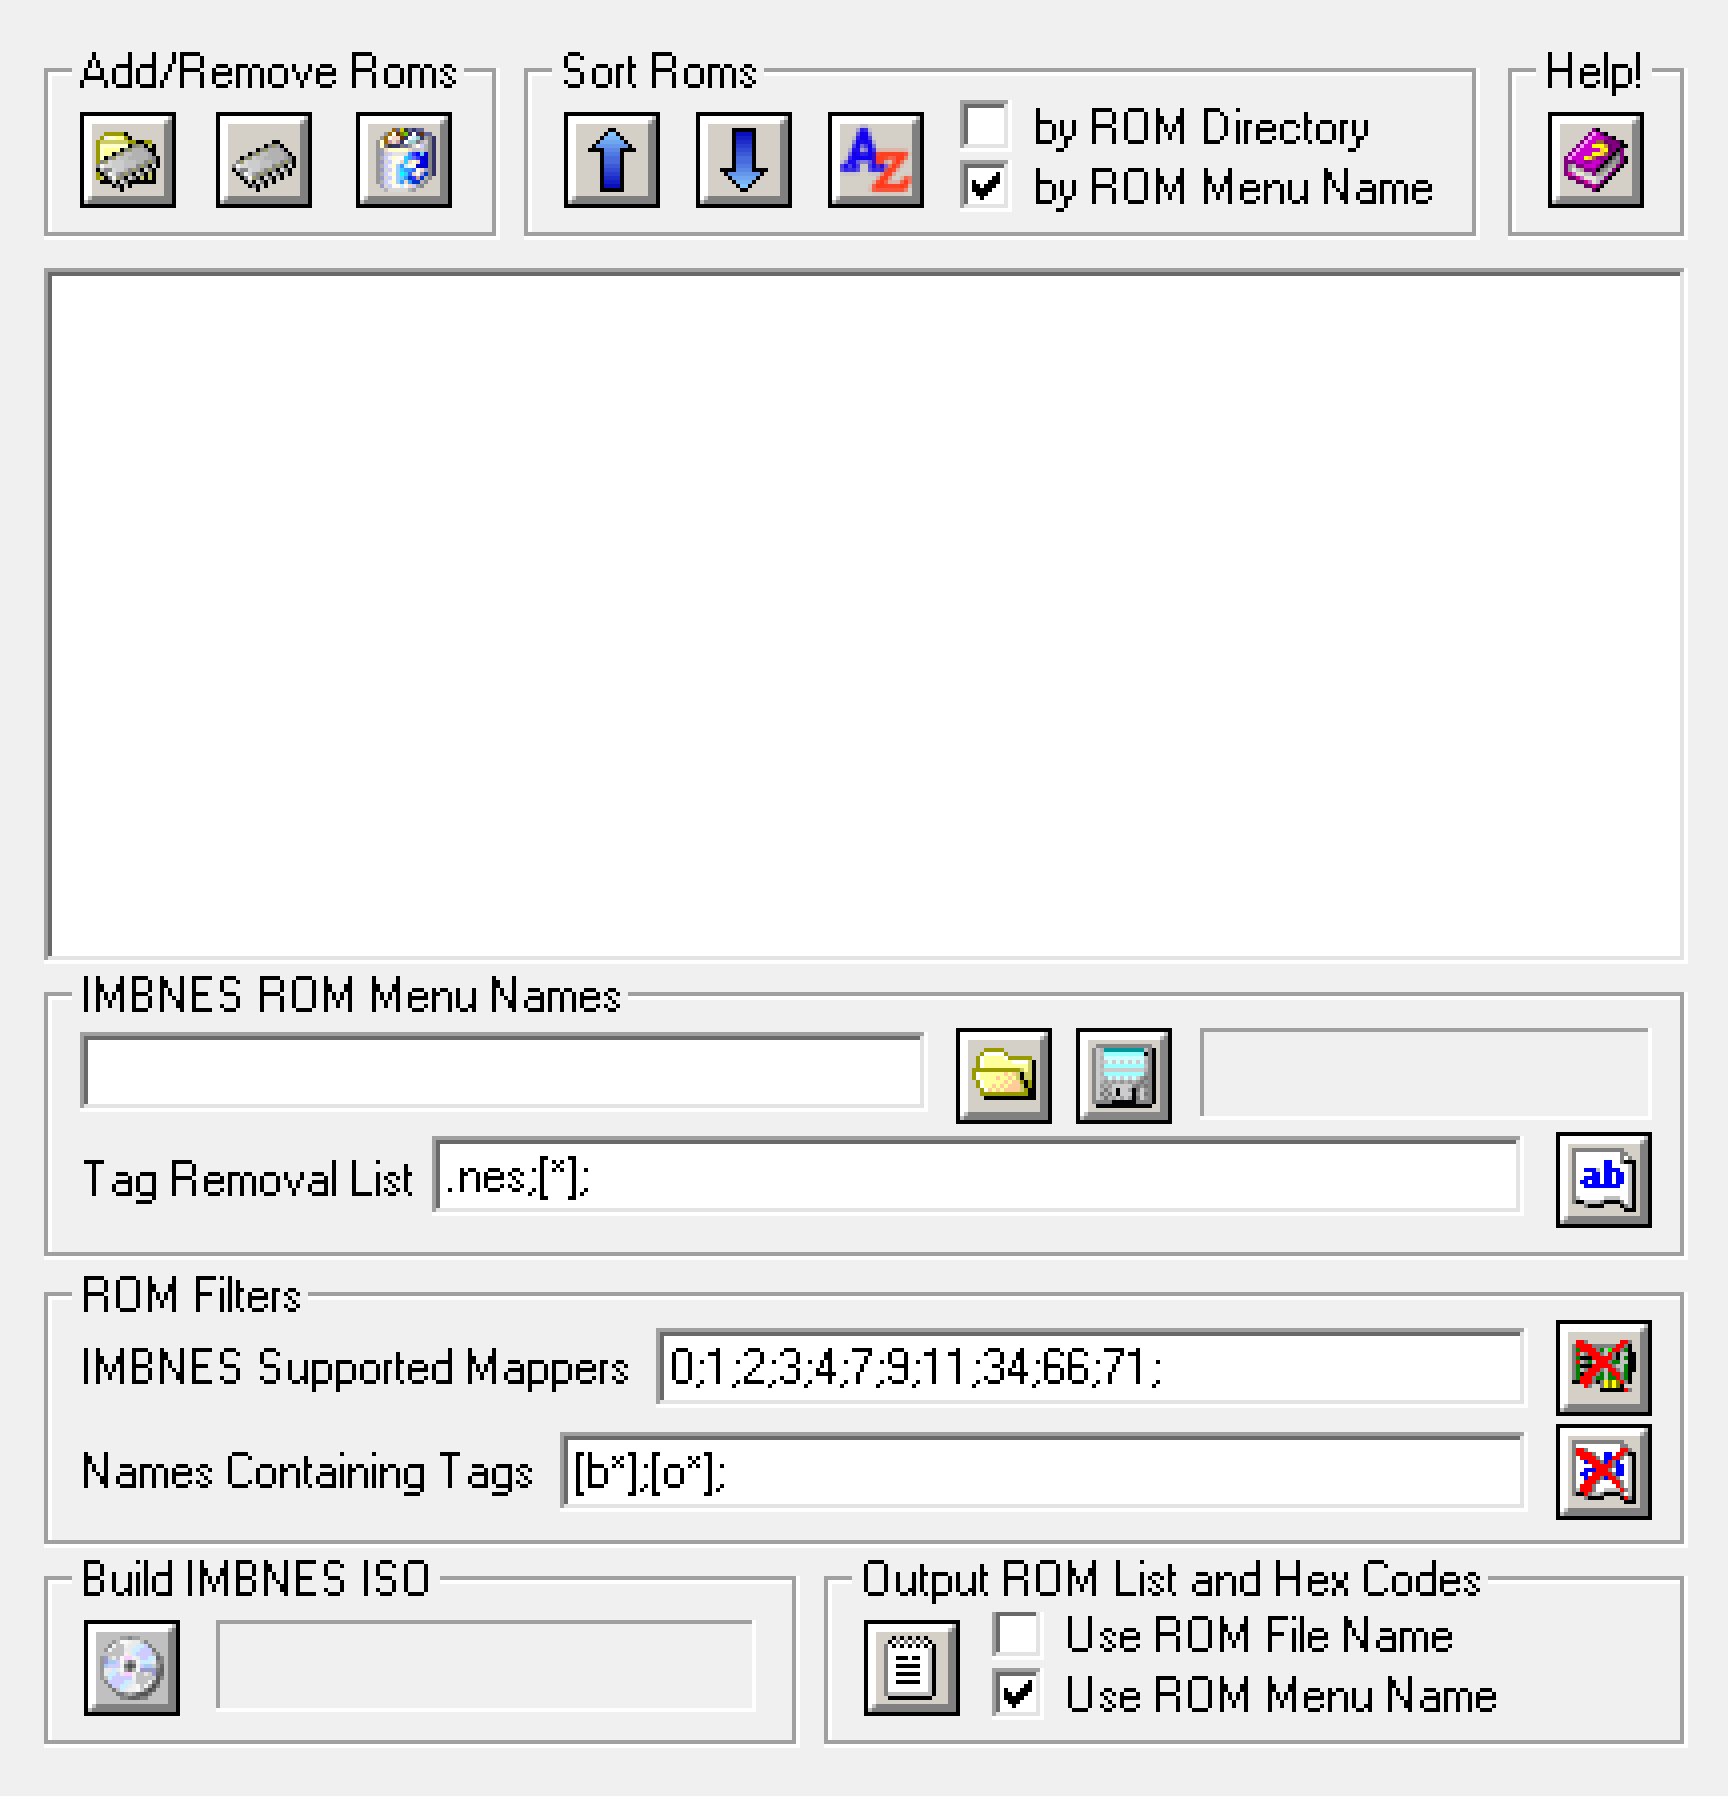 Add/Remove Roms
Sort Roms
Help!
AZ
by ROM Directory
by ROM Menu Name
IMBNES ROM Menu Names
Tag Removal List
.nes;[*];
ab
ROM Filters
IMBNES Supported Mappers
0;1;2;3;4;7;9;11;34;66;71;
Names Containing Tags
[b*];[o*];
Build IMBNES ISO
Output ROM List and Hex Codes
Use ROM File Name
Use ROM Menu Name